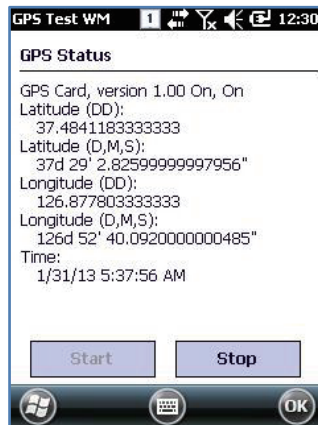 GPS Test WM 1 12:30
GPS Status
GPS Card, version 1.00 On, On
Latitude (DD):
37.4841183333333
Latitude (D,M,S):
37d 29' 2.82599999997956"
Longitude (DD):
126.877803333333
Longitude (D,M,S):
126d 52' 40.0920000000485"
Time:
1/31/13 5:37:56 AM
Start Stop
OK